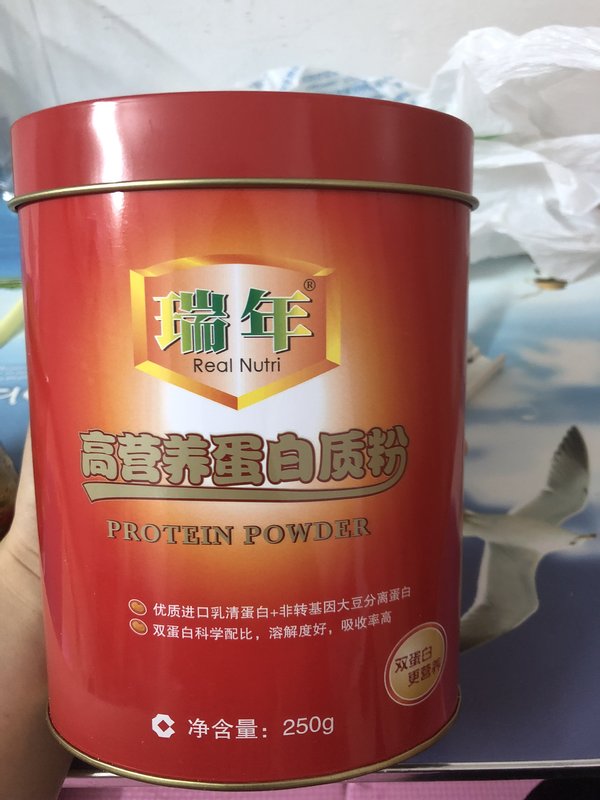 瑞年®
Real Nutri
高营养蛋白质粉
PROTEIN POWDER
优质进口乳清蛋白+非转基因大豆分离蛋白
双蛋白科学配比，溶解度好，吸收率高
双蛋白
更营养
净含量：250g